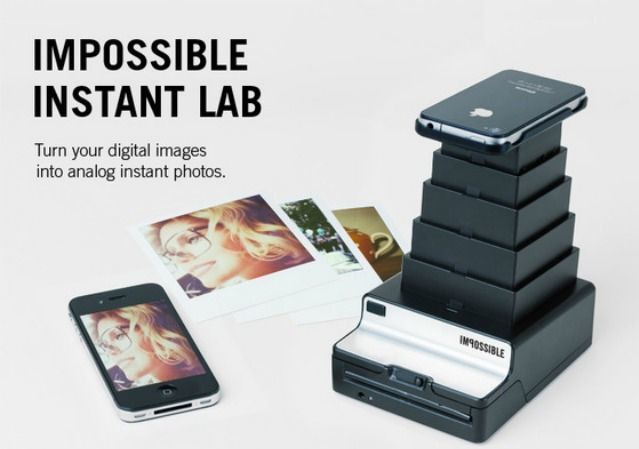 IMPOSSIBLE
INSTANT LAB
Turn your digital images
into analog instant photos.
IMPOSSIBLE